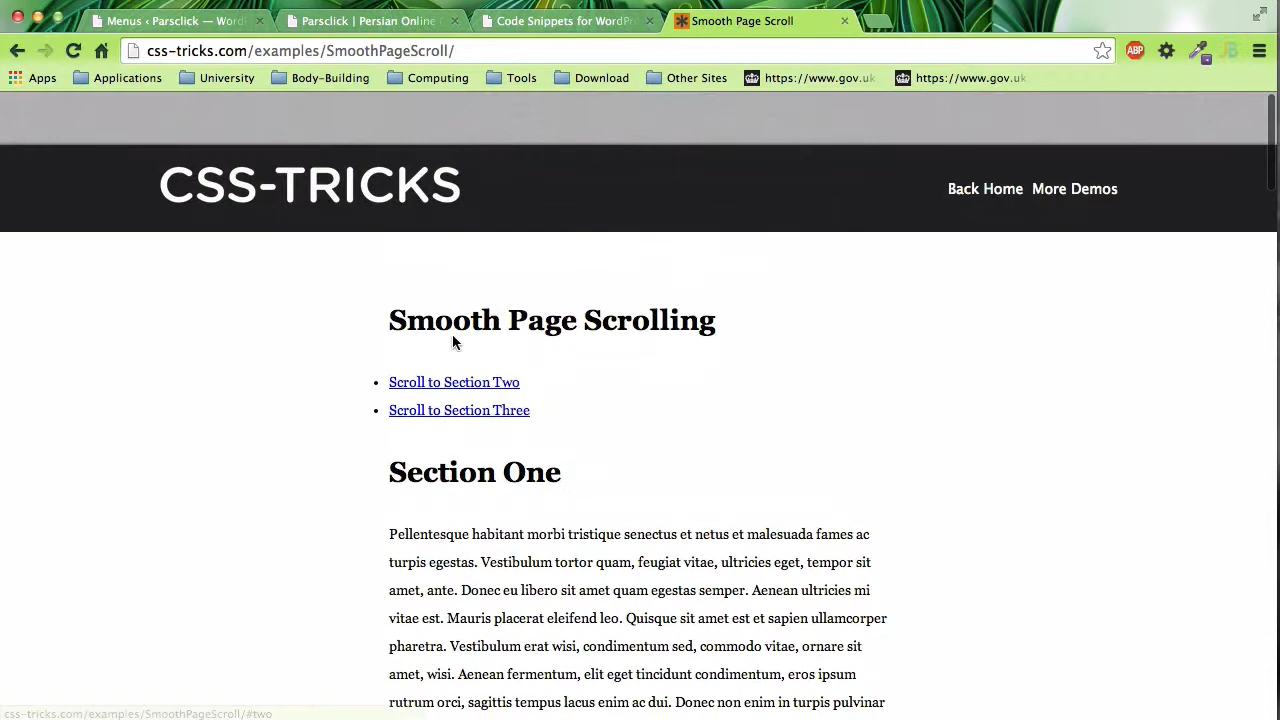 Menus ‹ Parsclick — Word
Parsclick | Persian Online
Code Snippets for WordPr
Smooth Page Scroll
css-tricks.com/examples/SmoothPageScroll/
ABP
Apps Applications University Body-Building Computing Tools Download Other Sites https://www.gov.uk https://www.gov.uk
CSS-TRICKS
Back Home More Demos
Smooth Page Scrolling
• Scroll to Section Two
• Scroll to Section Three
Section One
Pellentesque habitant morbi tristique senectus et netus et malesuada fames ac
turpis egestas. Vestibulum tortor quam, feugiat vitae, ultricies eget, tempor sit
amet, ante. Donec eu libero sit amet quam egestas semper. Aenean ultricies mi
vitae est. Mauris placerat eleifend leo. Quisque sit amet est et sapien ullamcorper
pharetra. Vestibulum erat wisi, condimentum sed, commodo vitae, ornare sit
amet, wisi. Aenean fermentum, elit eget tincidunt condimentum, eros ipsum
rutrum orci, sagittis tempus lacus enim ac dui. Donec non enim in turpis pulvinar
css-tricks.com/examples/SmoothPageScroll/#two